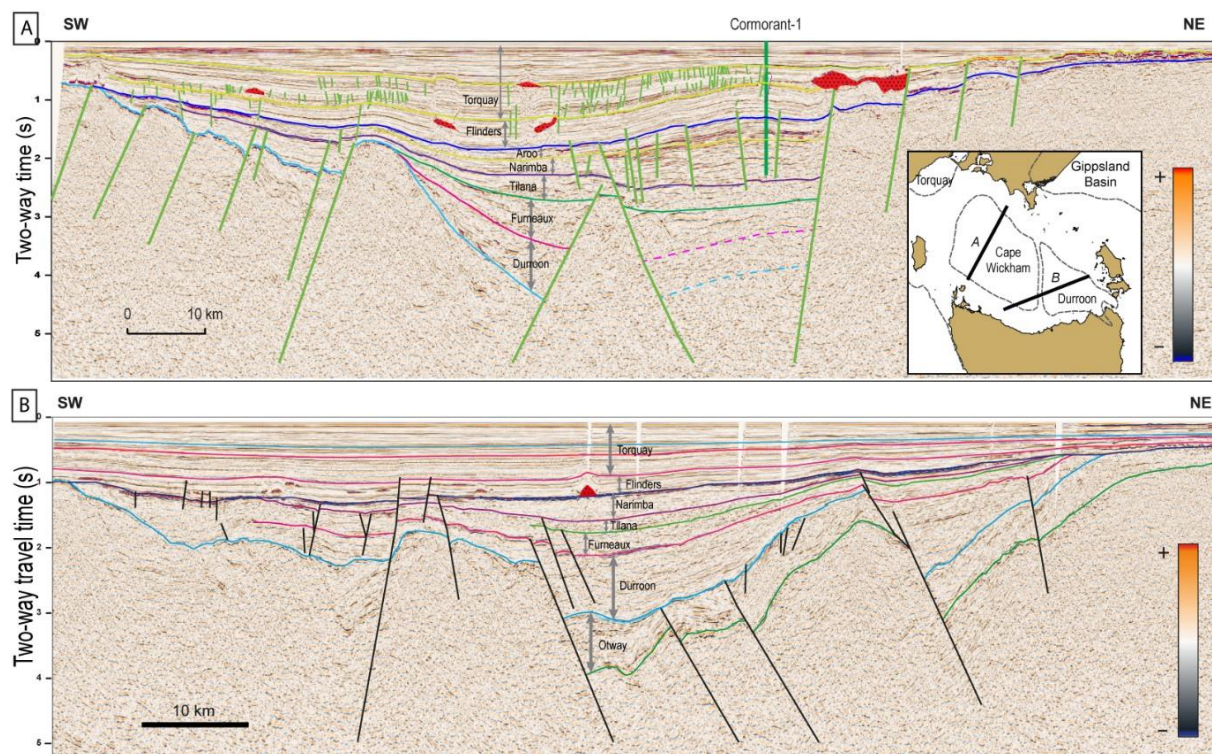 A
SW
Cormorant-1
NE
0
1
2
3
4
5
Two-way time (s)
Torquay
Flinders
Aroo
Narimba
Tilana
Furneaux
Durroon
0 10 km
Torquay
Gippsland
Basin
A
Cape
Wickham
B
Durroon
+
–
B
SW
NE
0
1
2
3
4
5
Two-way travel time (s)
Torquay
Flinders
Narimba
Tilana
Furneaux
Durroon
Otway
10 km
+
–